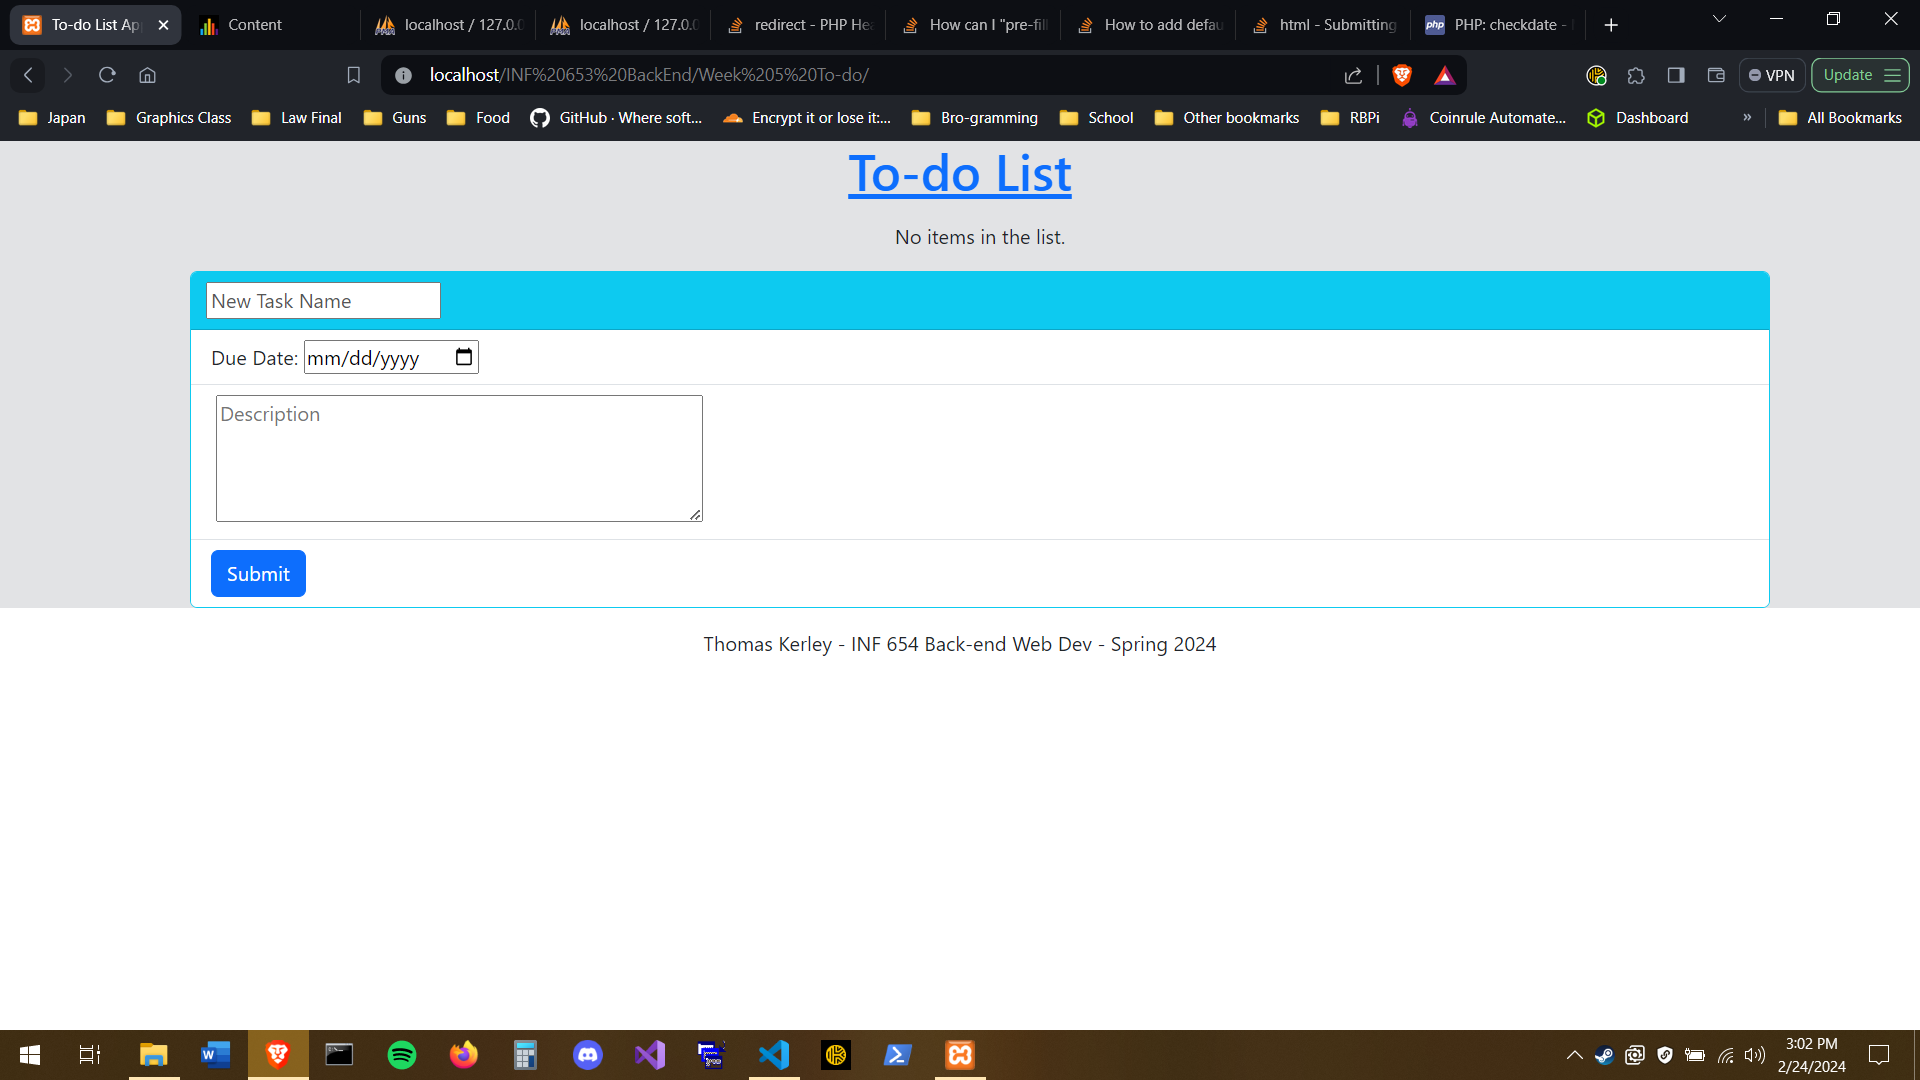 To-do List Ap
Content
localhost / 127.0.0
localhost / 127.0.0
redirect - PHP Hea
How can I "pre-fill
How to add defau
html - Submitting
php
PHP: checkdate -
localhost/INF%20653%20BackEnd/Week%205%20To-do/
VPN
Update
Japan
Graphics Class
Law Final
Guns
Food
GitHub · Where soft...
Encrypt it or lose it:...
Bro-gramming
School
Other bookmarks
RBPi
Coinrule Automate...
Dashboard
»
All Bookmarks
To-do List
No items in the list.
New Task Name
Due Date: mm/dd/yyyy
Description
Submit
Thomas Kerley - INF 654 Back-end Web Dev - Spring 2024
3:02 PM
2/24/2024